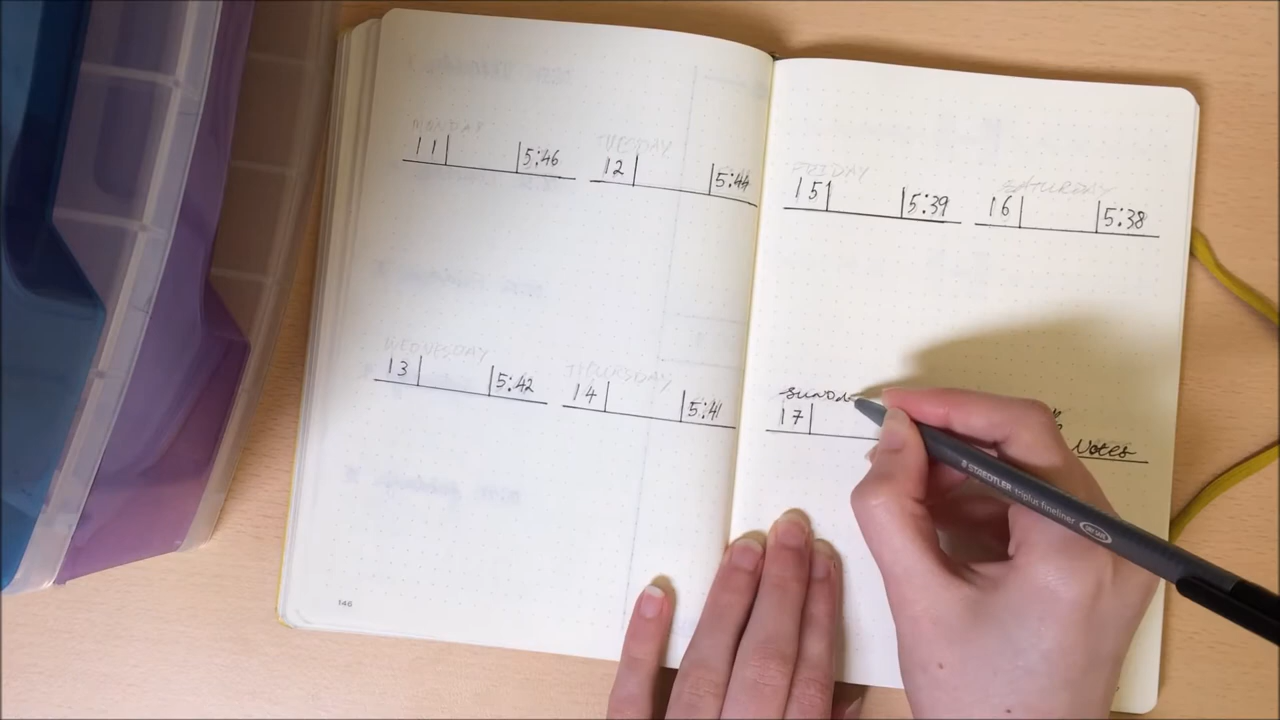 MONDAY
11 5:46
TUESDAY
12 5:44
WEDNESDAY
13 5:42
THURSDAY
14 5:41
146
FRIDAY
15 5:39
SATURDAY
16 5:38
17
Notes
STAEDTLER triplus fineliner